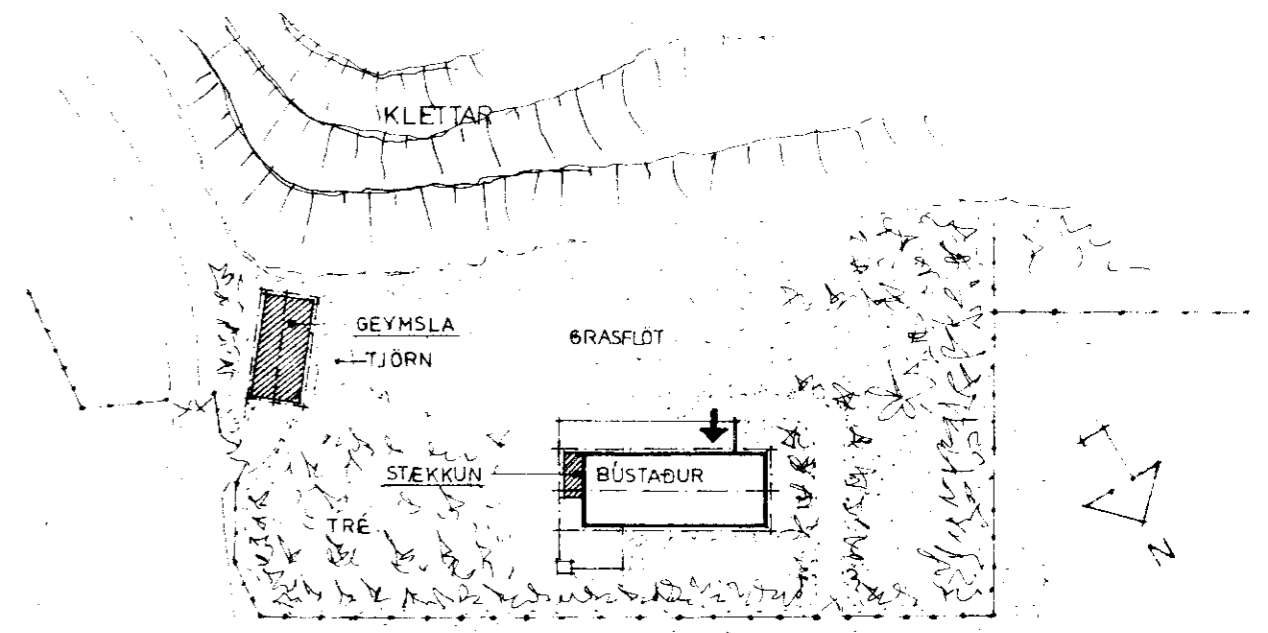 KLETTAR
GEYMSLA
TJÖRN
GRASFLÖT
STÆKKUN
BÚSTAÐUR
TRÉ
N